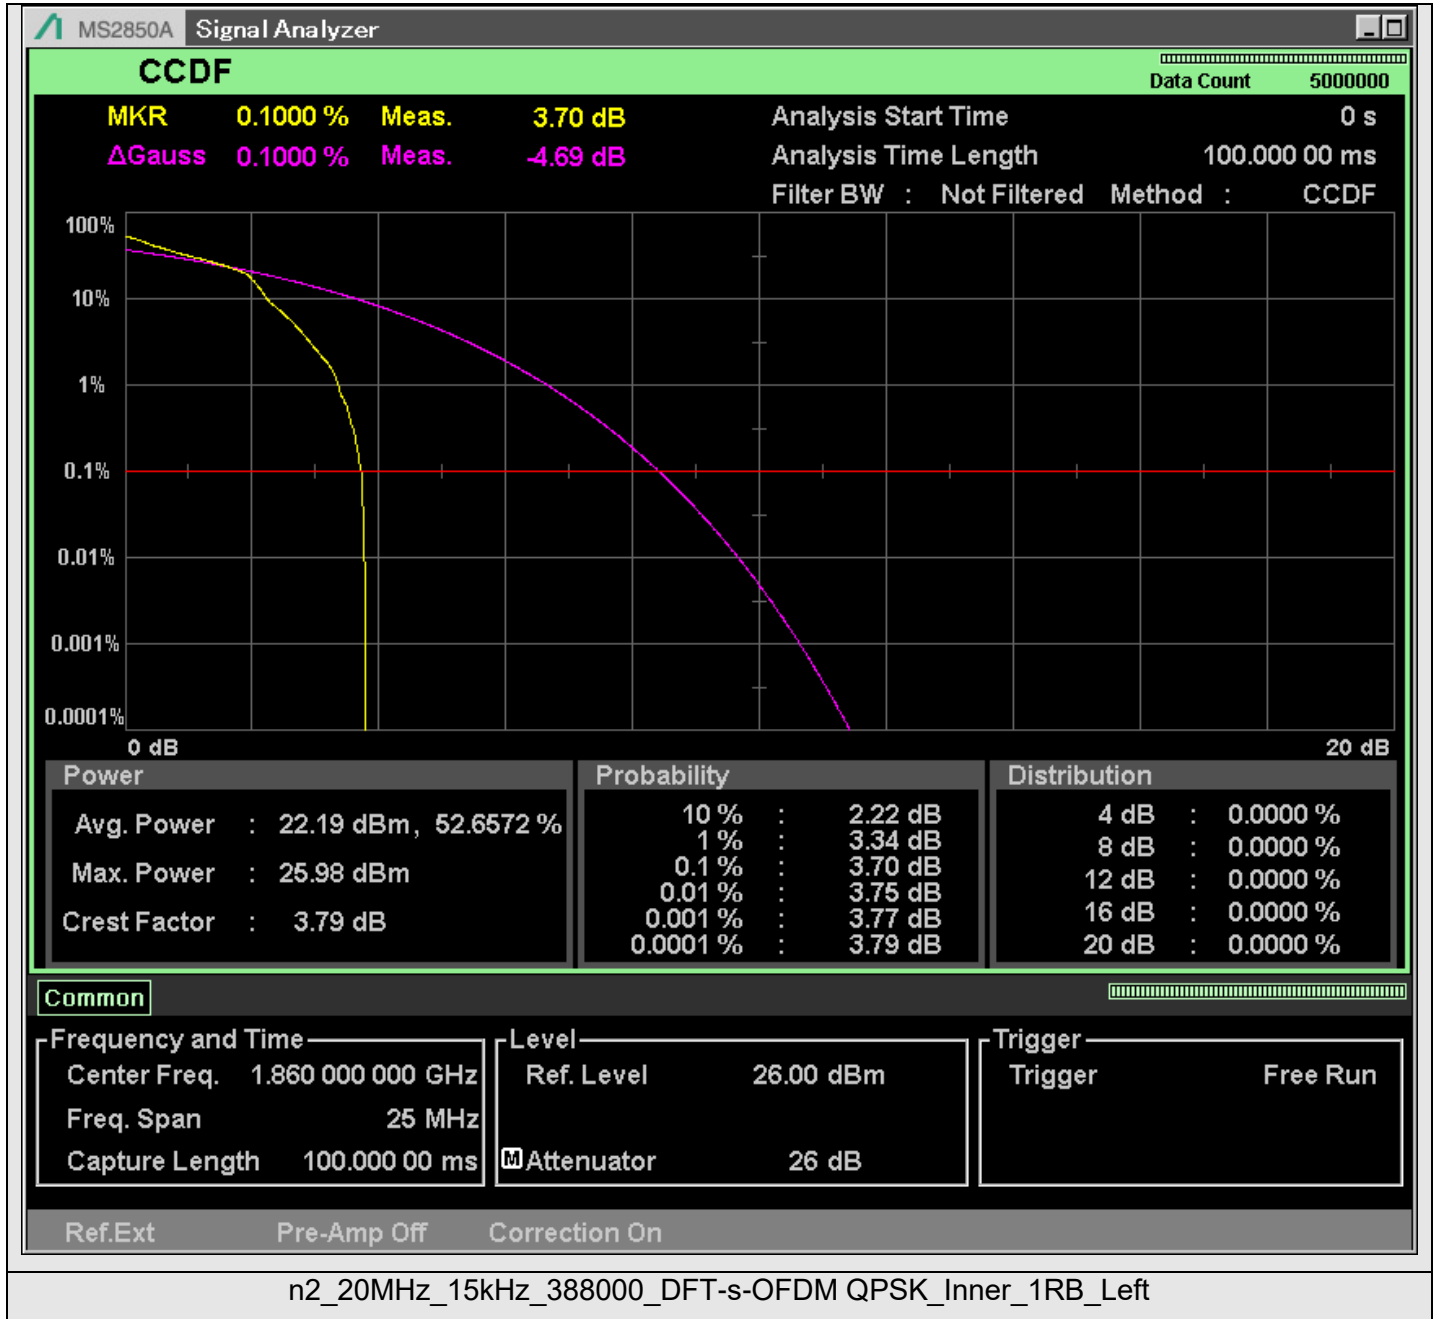 MS2850A Signal Analyzer
CCDF
Data Count 5000000
MKR 0.1000 % Meas. 3.70 dB
ΔGauss 0.1000 % Meas. -4.69 dB
Analysis Start Time 0 s
Analysis Time Length 100.000 00 ms
Filter BW : Not Filtered Method : CCDF
100%
10%
1%
0.1%
0.01%
0.001%
0.0001%
0 dB 20 dB
Power
Avg. Power : 22.19 dBm, 52.6572 %
Max. Power : 25.98 dBm
Crest Factor : 3.79 dB
Probability
10 % : 2.22 dB
1 % : 3.34 dB
0.1 % : 3.70 dB
0.01 % : 3.75 dB
0.001 % : 3.77 dB
0.0001 % : 3.79 dB
Distribution
4 dB : 0.0000 %
8 dB : 0.0000 %
12 dB : 0.0000 %
16 dB : 0.0000 %
20 dB : 0.0000 %
Common
Frequency and Time
Center Freq. 1.860 000 000 GHz
Freq. Span 25 MHz
Capture Length 100.000 00 ms
Level
Ref. Level 26.00 dBm
M Attenuator 26 dB
Trigger
Trigger Free Run
Ref.Ext Pre-Amp Off Correction On
n2_20MHz_15kHz_388000_DFT-s-OFDM QPSK_Inner_1RB_Left